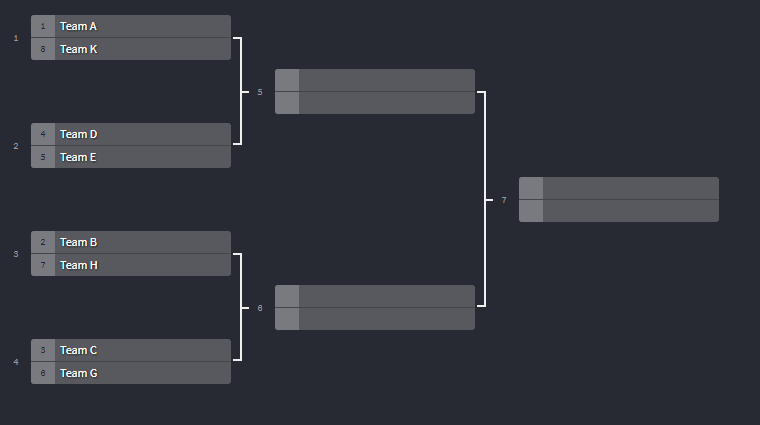 1
1 Team A
8 Team K
2
4 Team D
5 Team E
3
2 Team B
7 Team H
4
3 Team C
6 Team G
5
6
7